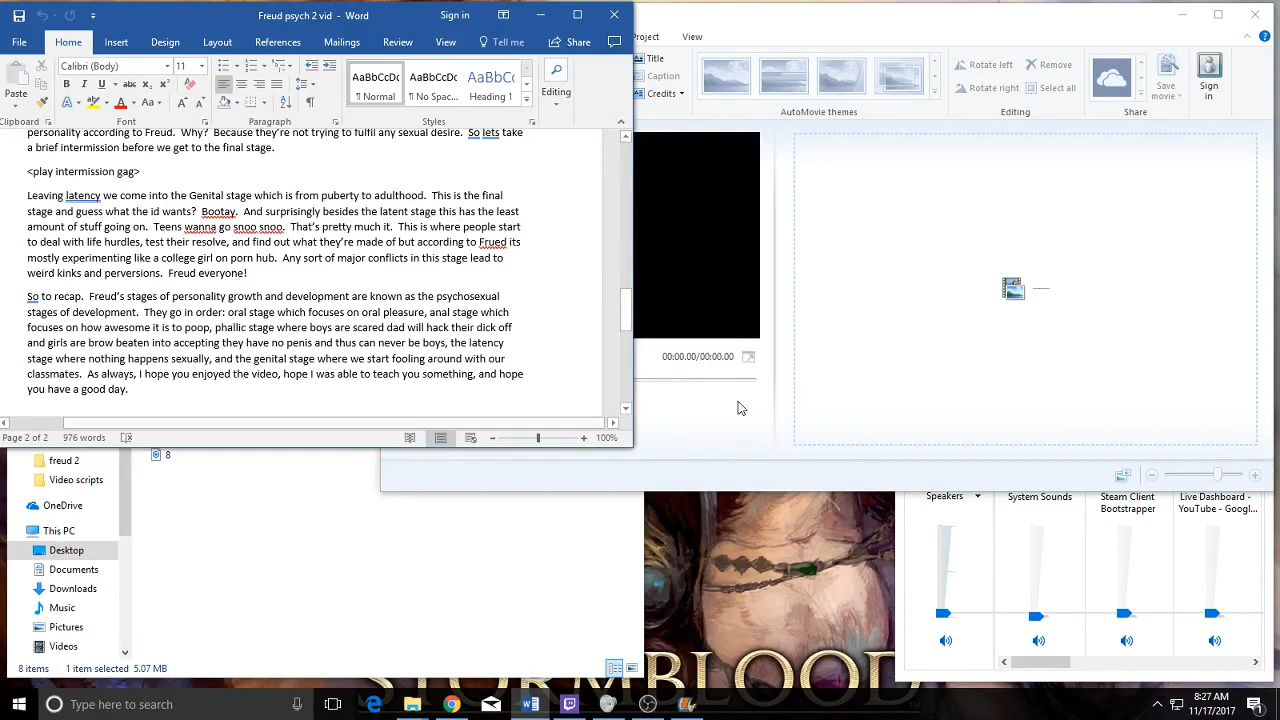 Freud psych 2 vid - Word
Sign in
File Home Insert Design Layout References Mailings Review View Tell me Share
Paste
Calibri (Body) 11
AaBbCcDc AaBbCcDc AaBbCc
¶ Normal ¶ No Spac... Heading 1
Editing
Clipboard Font Paragraph Styles
personality according to Freud. Why? Because they're not trying to fulfil any sexual desire. So lets take
a brief intermission before we get to the final stage.
<play intermission gag>
Leaving latency we come into the Genital stage which is from puberty to adulthood. This is the final
stage and guess what the id wants? Bootay. And surprisingly besides the latent stage this has the least
amount of stuff going on. Teens wanna go snoo snoo. That's pretty much it. This is where people start
to deal with life hurdles, test their resolve, and find out what they're made of but according to Frued its
mostly experimenting like a college girl on porn hub. Any sort of major conflicts in this stage lead to
weird kinks and perversions. Freud everyone!
So to recap. Freud's stages of personality growth and development are known as the psychosexual
stages of development. They go in order: oral stage which focuses on oral pleasure, anal stage which
focuses on how awesome it is to poop, phallic stage where boys are scared dad will hack their dick off
and girls are brow beaten into accepting they have no penis and thus can never be boys, the latency
stage where nothing happens sexually, and the genital stage where we start fooling around with our
classmates. As always, I hope you enjoyed the video, hope I was able to teach you something, and hope
you have a good day.
Page 2 of 2 976 words
100%
Project View
Title
Caption
Credits
AutoMovie themes
Rotate left Remove
Rotate right Select all
Editing
Save
movie
Sign
in
Share
00:00.00/00:00.00
freud 2
Video scripts
OneDrive
This PC
Desktop
Documents
Downloads
Music
Pictures
Videos
8
8 items 1 item selected 5.07 MB
Speakers
System Sounds
Steam Client
Bootstrapper
Live Dashboard -
YouTube - Googl...
STORMBLOOD
Type here to search
8:27 AM
11/17/2017